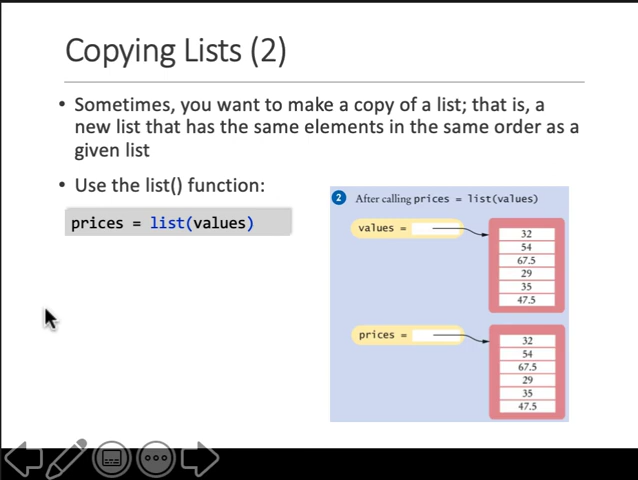 Copying Lists (2)
• Sometimes, you want to make a copy of a list; that is, a
new list that has the same elements in the same order as a
given list
• Use the list() function:
prices = list(values)
2 After calling prices = list(values)
values =
32
54
67.5
29
35
47.5
prices =
32
54
67.5
29
35
47.5